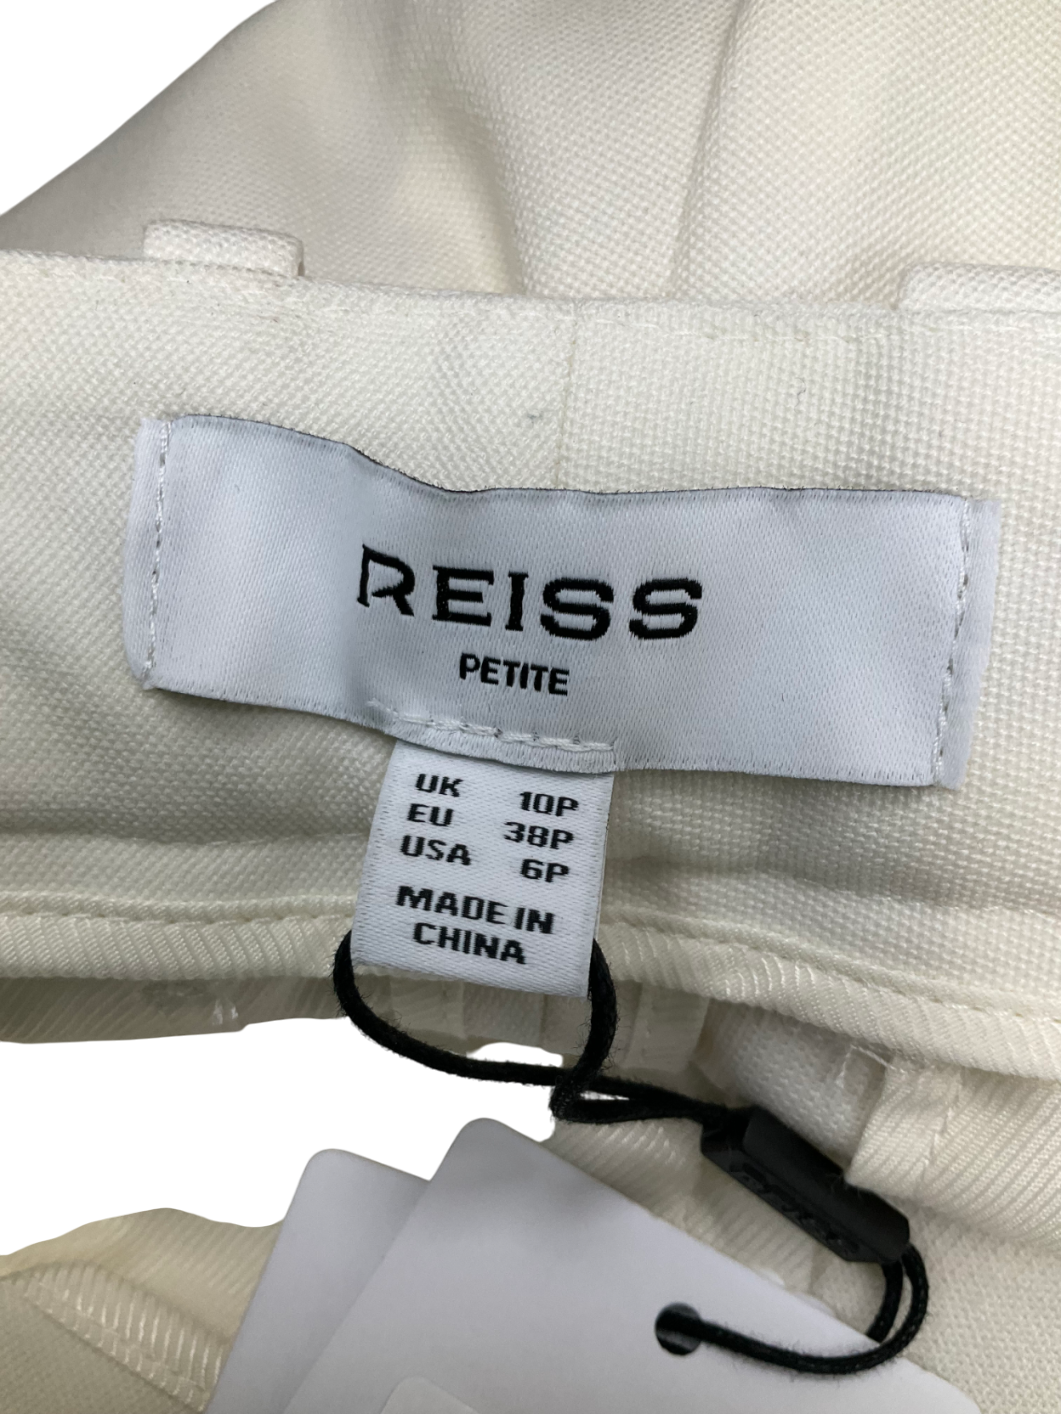 REISS
PETITE
UK 10P
EU 38P
USA 6P
MADE IN
CHINA